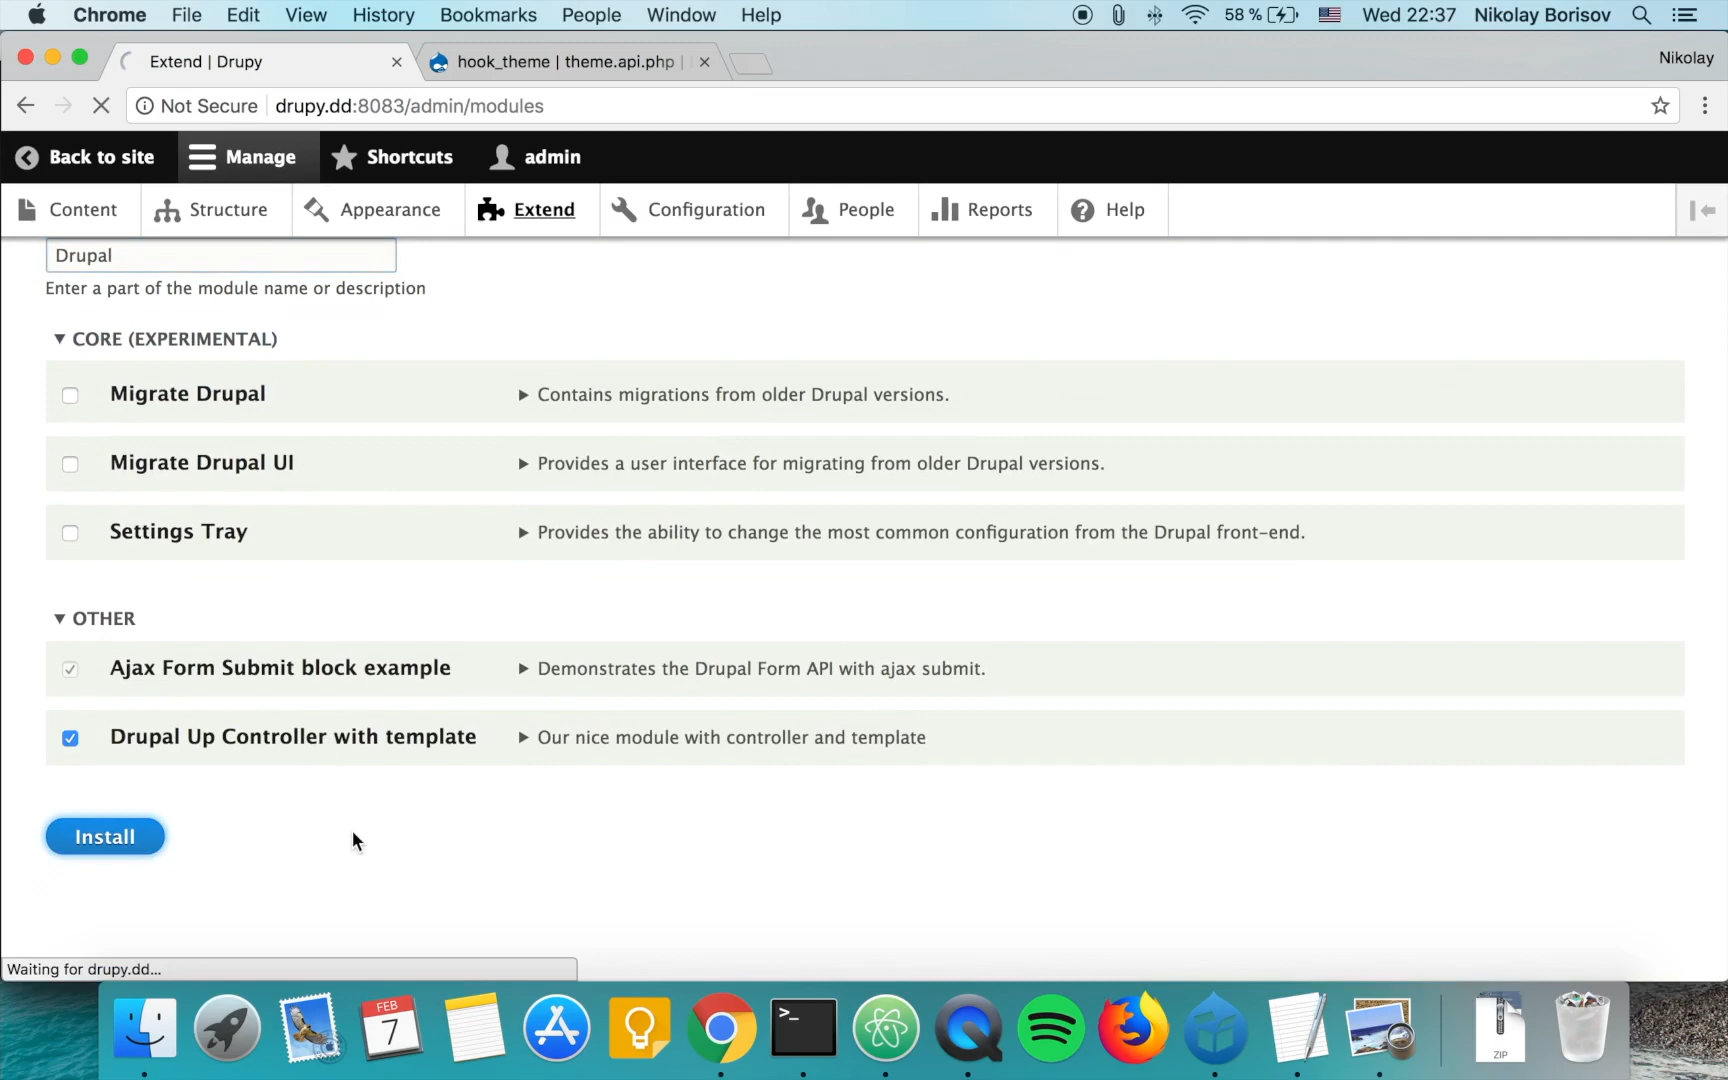 Chrome File Edit View History Bookmarks People Window Help 58 % Wed 22:37 Nikolay Borisov
Extend | Drupy hook_theme | theme.api.php | Nikolay
Not Secure drupy.dd:8083/admin/modules
Back to site Manage Shortcuts admin
Content Structure Appearance Extend Configuration People Reports Help
Drupal
Enter a part of the module name or description
CORE (EXPERIMENTAL)
Migrate Drupal Contains migrations from older Drupal versions.
Migrate Drupal UI Provides a user interface for migrating from older Drupal versions.
Settings Tray Provides the ability to change the most common configuration from the Drupal front-end.
OTHER
Ajax Form Submit block example Demonstrates the Drupal Form API with ajax submit.
Drupal Up Controller with template Our nice module with controller and template
Install
Waiting for drupy.dd...
FEB
7
>_
ZIP